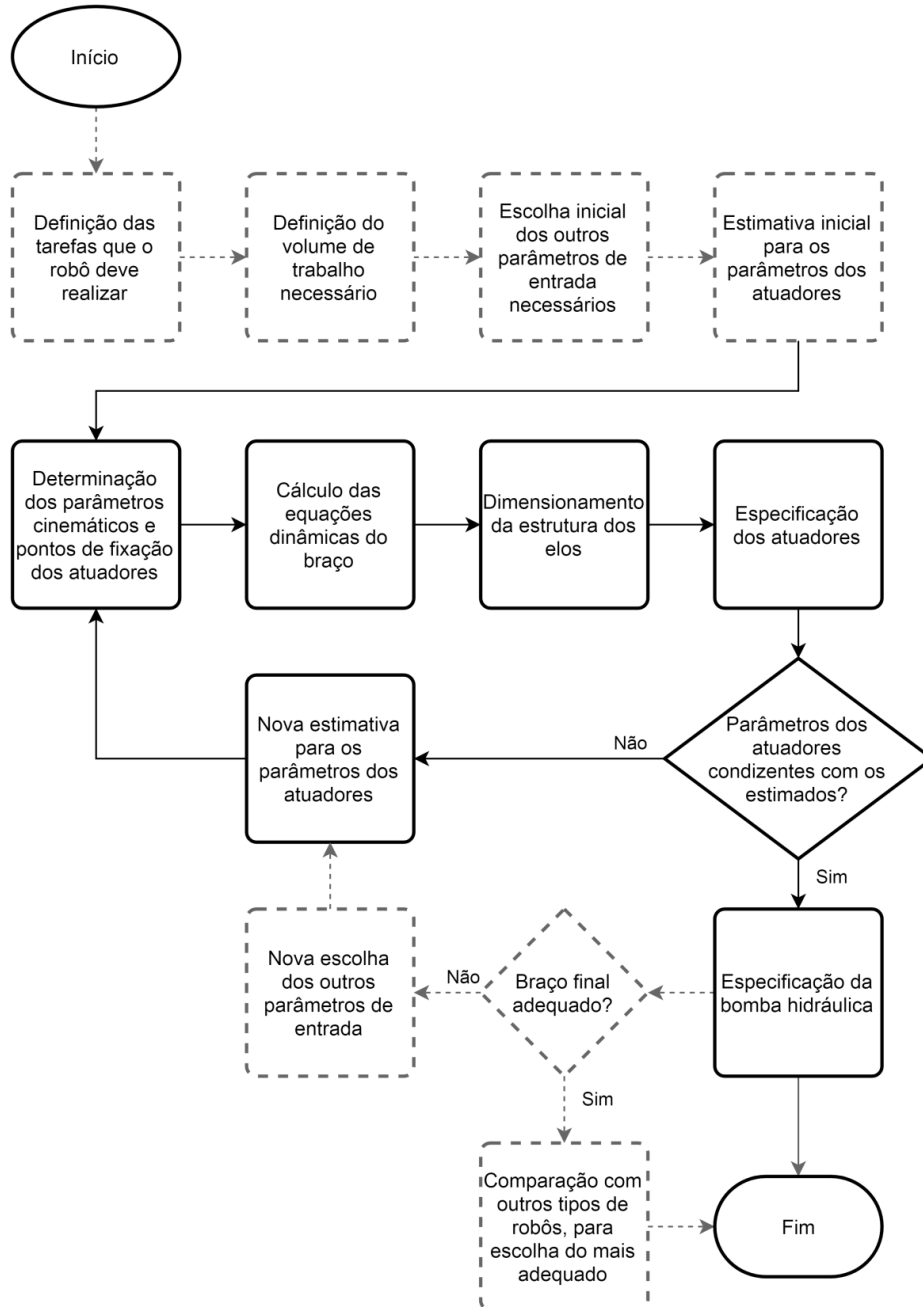 Início
Definição das
tarefas que o
robô deve
realizar
Definição do
volume de
trabalho
necessário
Escolha inicial
dos outros
parâmetros de
entrada
necessários
Estimativa inicial
para os
parâmetros dos
atuadores
Determinação
dos parâmetros
cinemáticos e
pontos de fixação
dos atuadores
Cálculo das
equações
dinâmicas do
braço
Dimensionamento
da estrutura dos
elos
Especificação
dos atuadores
Nova estimativa
para os
parâmetros dos
atuadores
Não
Parâmetros dos
atuadores
condizentes com os
estimados?
Sim
Nova escolha
dos outros
parâmetros de
entrada
Não
Braço final
adequado?
Especificação da
bomba hidráulica
Sim
Comparação com
outros tipos de
robôs, para
escolha do mais
adequado
Fim